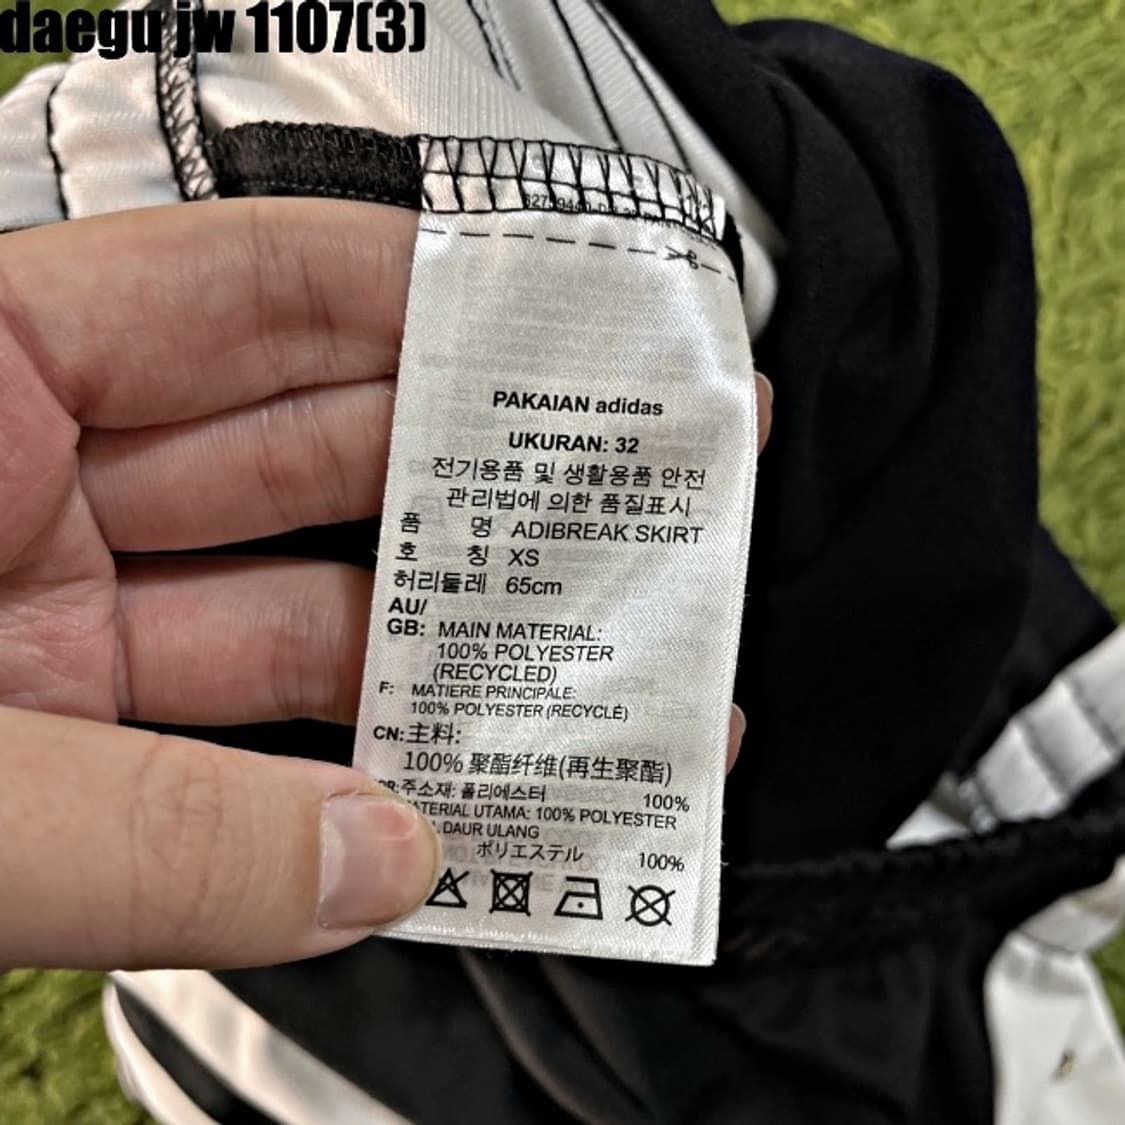 daegu jw 1107(3)
PAKAIAN adidas
UKURAN: 32
전기용품 및 생활용품 안전
관리법에 의한 품질표시
품 명 ADIBREAK SKIRT
호 칭 XS
허리둘레 65cm
AU/
GB: MAIN MATERIAL:
100% POLYESTER
(RECYCLED)
F: MATIERE PRINCIPALE:
100% POLYESTER (RECYCLÉ)
CN: 主料:
100% 聚酯纤维(再生聚酯)
주소재: 폴리에스터 100%
UTAMA: 100% POLYESTER
DAUR ULANG
ポリエステル 100%